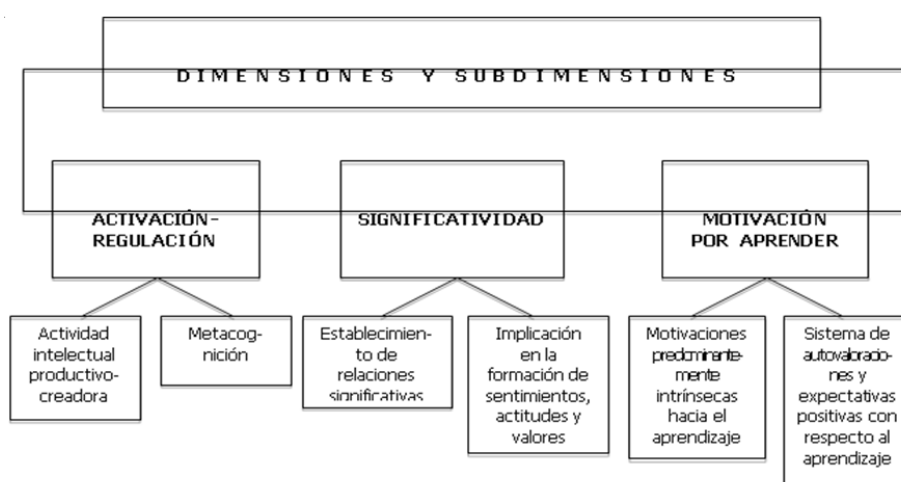 DIMENSIONES Y SUBDIMENSIONES
ACTIVACIÓN-
REGULACIÓN
SIGNIFICATIVIDAD
MOTIVACIÓN
POR APRENDER
Actividad
intelectual
productivo-
creadora
Metacog-
nición
Establecimien-
to de
relaciones
significativas
Implicación
en la
formación de
sentimientos,
actitudes y
valores
Motivaciones
predominante-
mente
intrínsecas
hacia el
aprendizaje
Sistema de
autovaloracio-
nes y
expectativas
positivas con
respecto al
aprendizaje